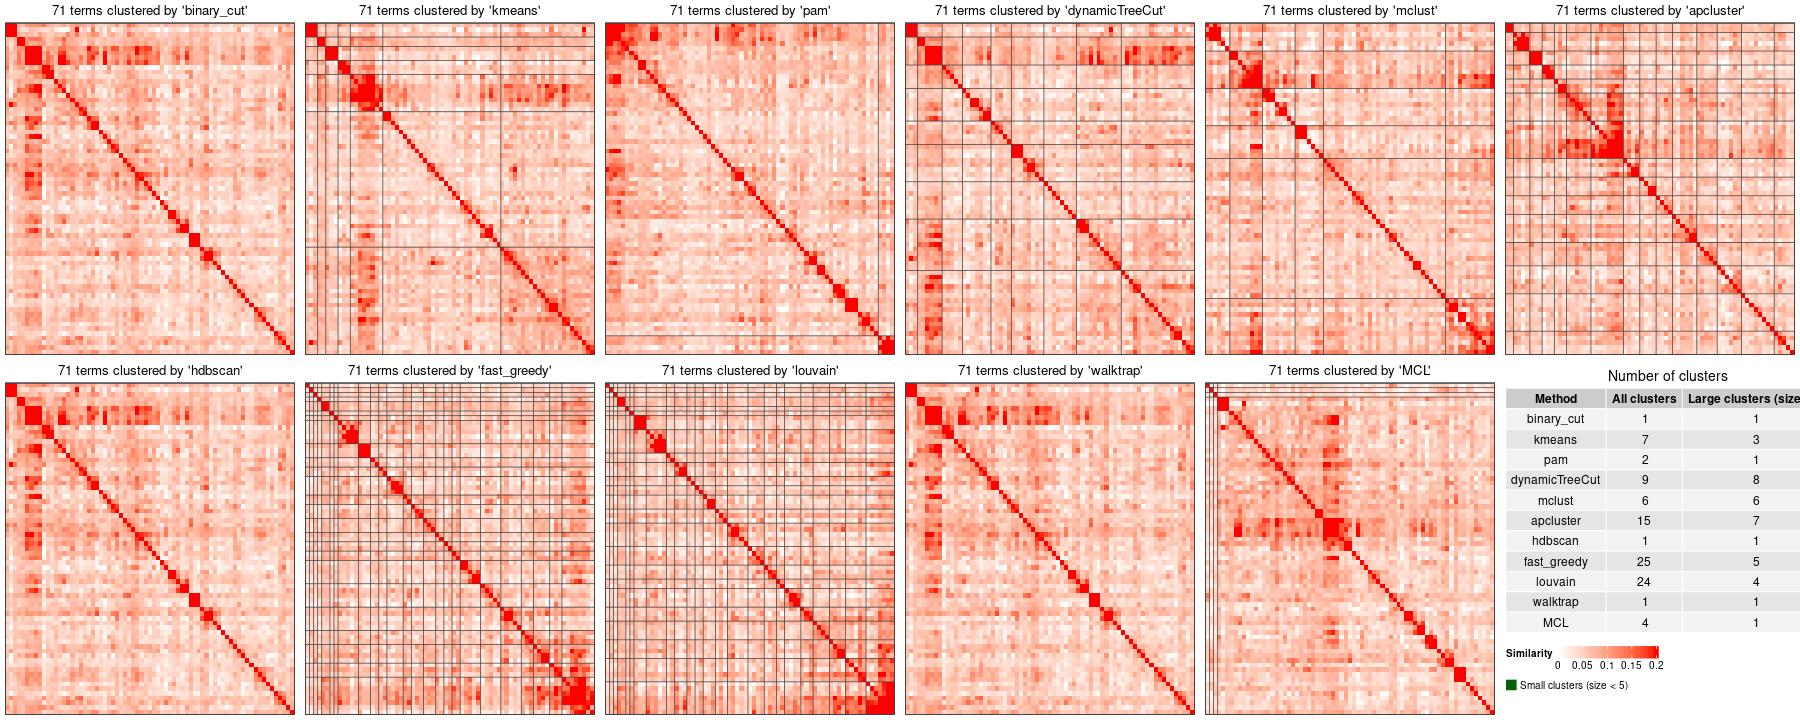 71 terms clustered by 'binary_cut'
71 terms clustered by 'kmeans'
71 terms clustered by 'pam'
71 terms clustered by 'dynamicTreeCut'
71 terms clustered by 'mclust'
71 terms clustered by 'apcluster'
71 terms clustered by 'hdbscan'
71 terms clustered by 'fast_greedy'
71 terms clustered by 'louvain'
71 terms clustered by 'walktrap'
71 terms clustered by 'MCL'
Number of clusters
Method All clusters Large clusters (size
binary_cut 1 1
kmeans 7 3
pam 2 1
dynamicTreeCut 9 8
mclust 6 6
apcluster 15 7
hdbscan 1 1
fast_greedy 25 5
louvain 24 4
walktrap 1 1
MCL 4 1
Similarity
0 0.05 0.1 0.15 0.2
Small clusters (size < 5)